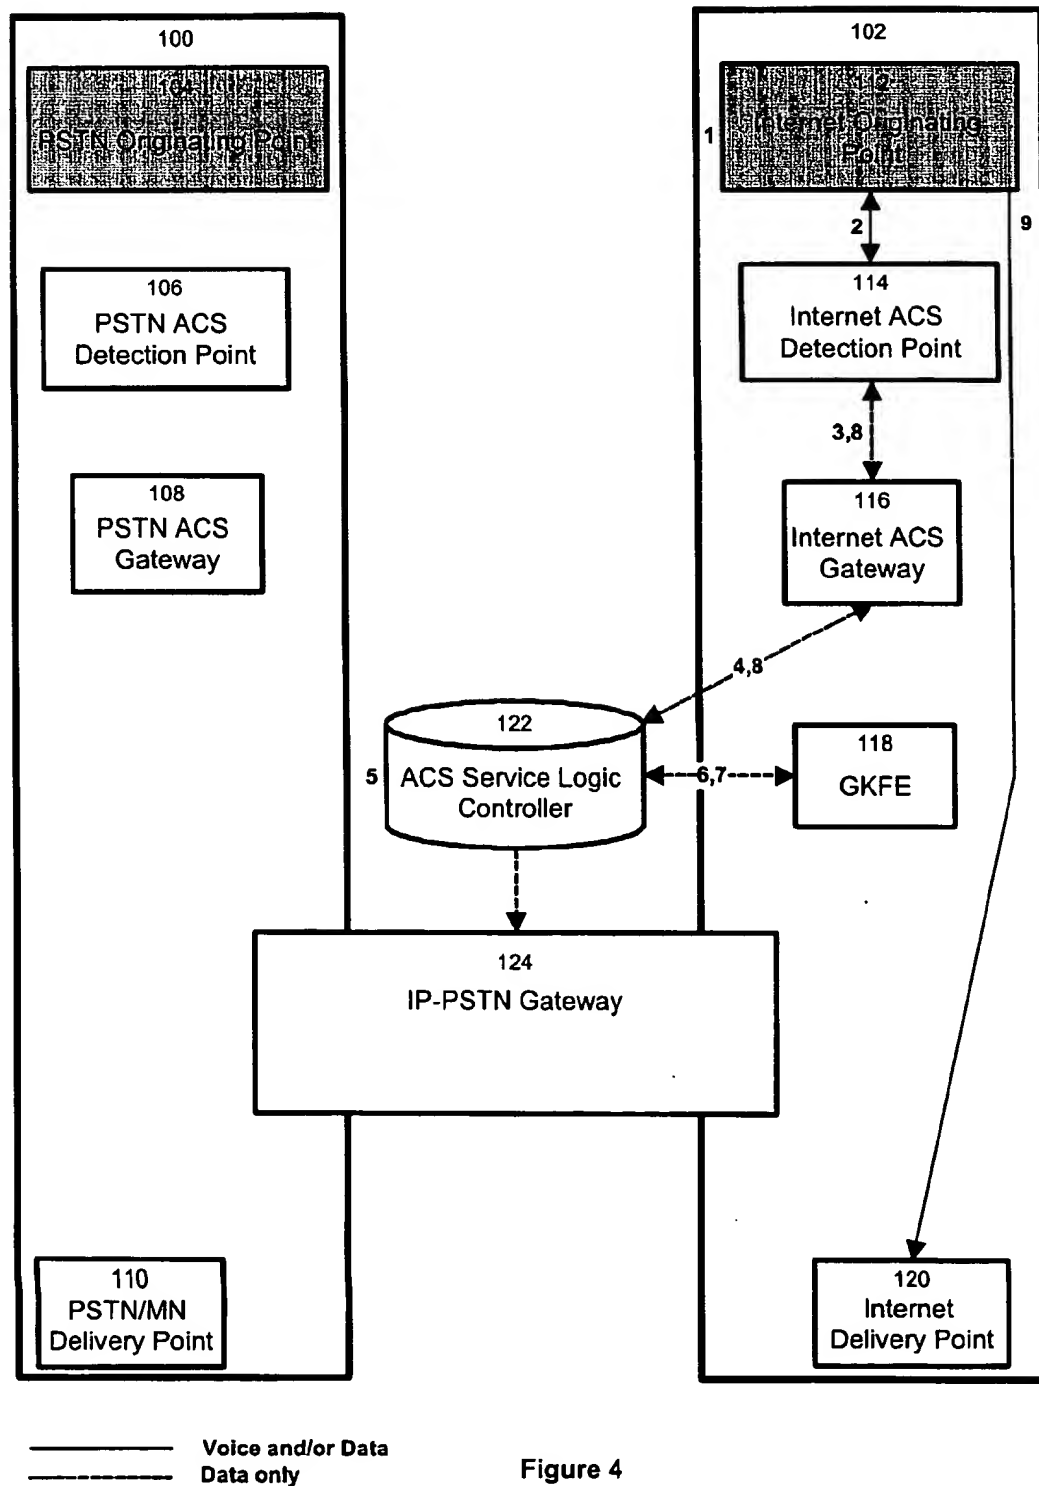 100
104
PSTN Originating Point
106
PSTN ACS
Detection Point
108
PSTN ACS
Gateway
110
PSTN/MN
Delivery Point
102
1
112
Internet Originating
Point
2
9
114
Internet ACS
Detection Point
3,8
116
Internet ACS
Gateway
4,8
122
5
ACS Service Logic
Controller
6,7
118
GKFE
124
IP-PSTN Gateway
120
Internet
Delivery Point
Voice and/or Data
Data only
Figure 4